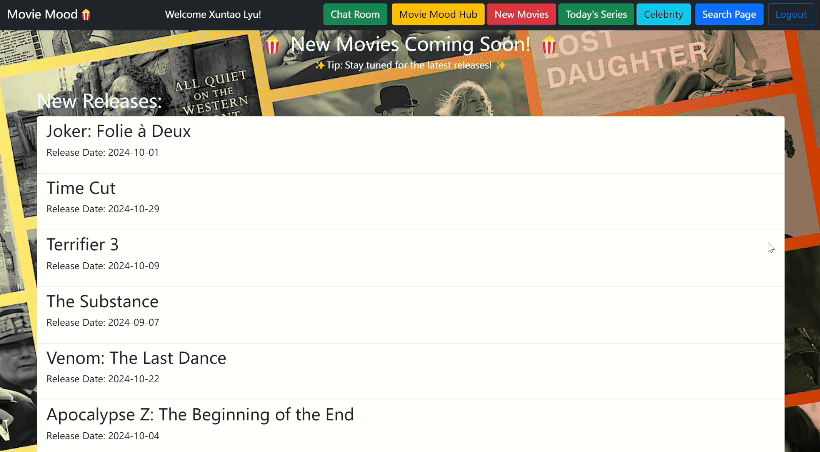 Movie Mood🍿 Welcome Xuntao Lyu! Chat Room Movie Mood Hub New Movies Today's Series Celebrity Search Page Logout
🍿 New Movies Coming Soon! 🍿
✨Tip: Stay tuned for the latest releases! ✨
ALL QUIET
ON THE
WESTERN
LOST
DAUGHTER
New Releases:
Joker: Folie à Deux
Release Date: 2024-10-01
Time Cut
Release Date: 2024-10-29
Terrifier 3
Release Date: 2024-10-09
The Substance
Release Date: 2024-09-07
Venom: The Last Dance
Release Date: 2024-10-22
Apocalypse Z: The Beginning of the End
Release Date: 2024-10-04